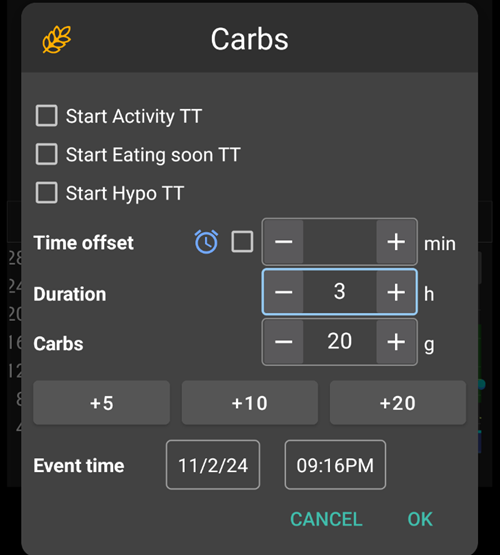 Carbs
Start Activity TT
Start Eating soon TT
Start Hypo TT
Time offset − + min
Duration − 3 + h
Carbs − 20 + g
+5 +10 +20
Event time 11/2/24 09:16PM
CANCEL OK